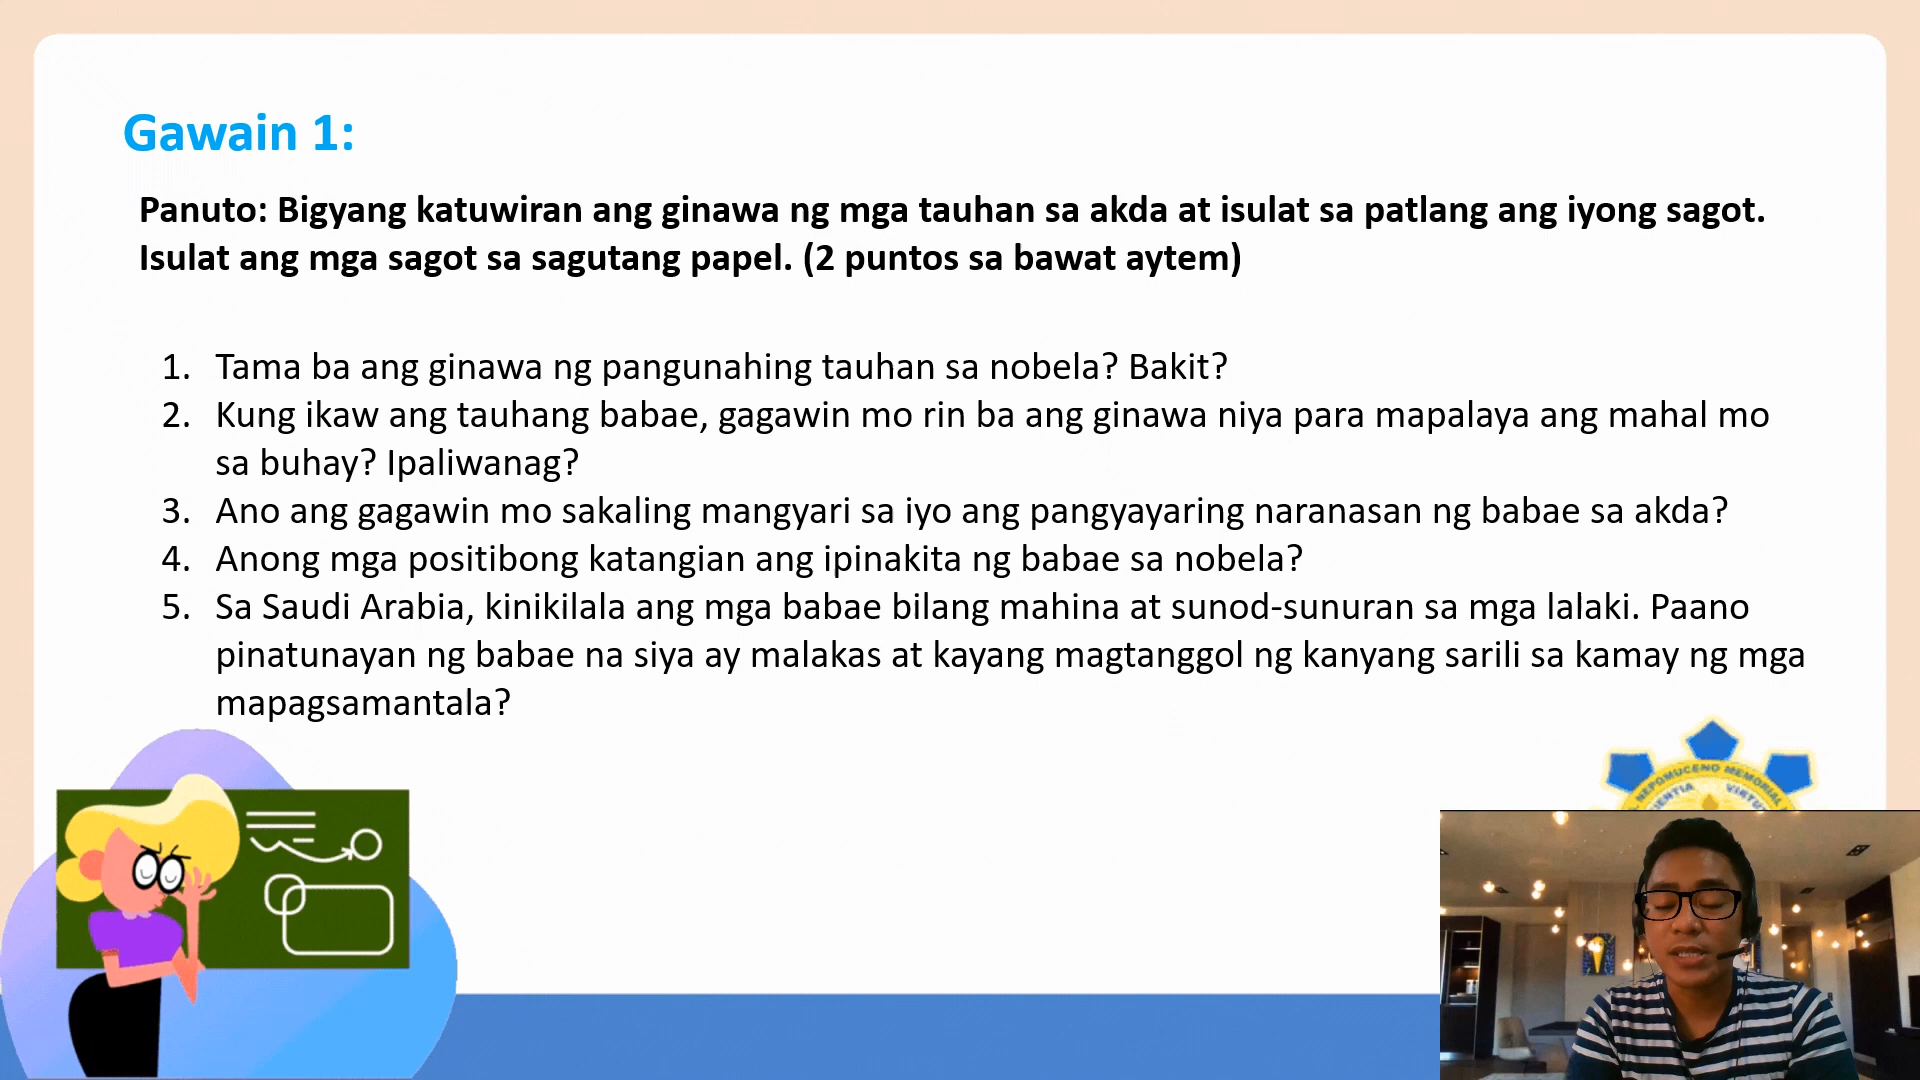 Gawain 1:
Panuto: Bigyang katuwiran ang ginawa ng mga tauhan sa akda at isulat sa patlang ang iyong sagot.
Isulat ang mga sagot sa sagutang papel. (2 puntos sa bawat aytem)
1. Tama ba ang ginawa ng pangunahing tauhan sa nobela? Bakit?
2. Kung ikaw ang tauhang babae, gagawin mo rin ba ang ginawa niya para mapalaya ang mahal mo
sa buhay? Ipaliwanag?
3. Ano ang gagawin mo sakaling mangyari sa iyo ang pangyayaring naranasan ng babae sa akda?
4. Anong mga positibong katangian ang ipinakita ng babae sa nobela?
5. Sa Saudi Arabia, kinikilala ang mga babae bilang mahina at sunod-sunuran sa mga lalaki. Paano
pinatunayan ng babae na siya ay malakas at kayang magtanggol ng kanyang sarili sa kamay ng mga
mapagsamantala?
NEPOMUCENO MEMORIAL